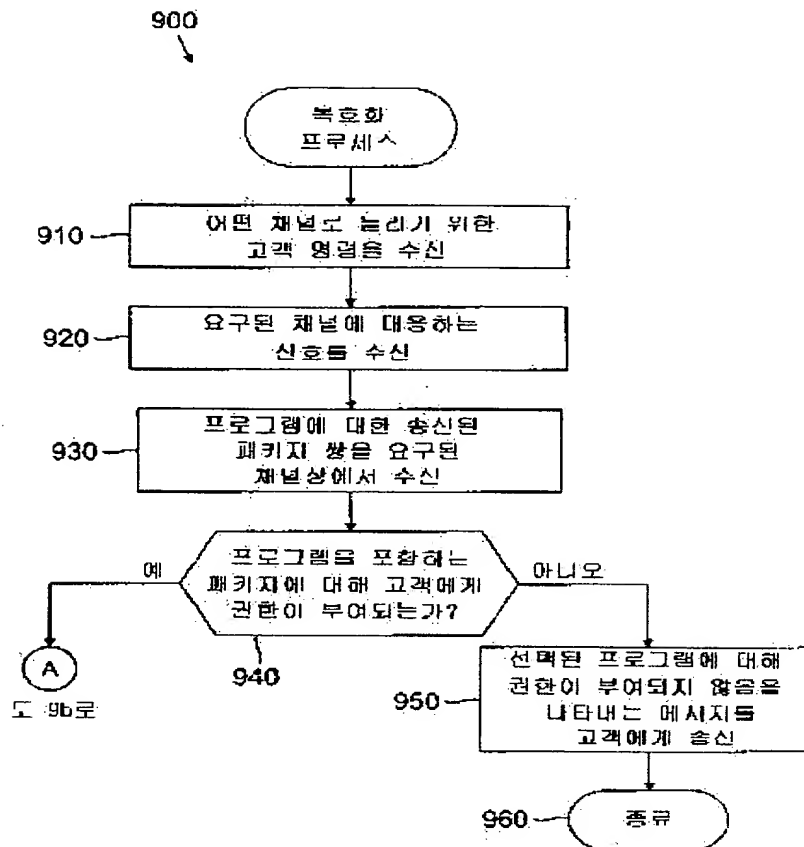 900
복호화
프로세스
910
어떤 채널로 돌리기 위한
고객 명령을 수신
920
요구된 채널에 대응하는
신호를 수신
930
프로그램에 대한 송신된
패키지 쌍을 요구된
채널상에서 수신
프로그램을 포함하는
패키지에 대해 고객에게
권한이 부여되는가?
예
아니오
940
A
도 9b로
950
선택된 프로그램에 대해
권한이 부여되지 않음을
나타내는 메시지를
고객에게 송신
960
종류